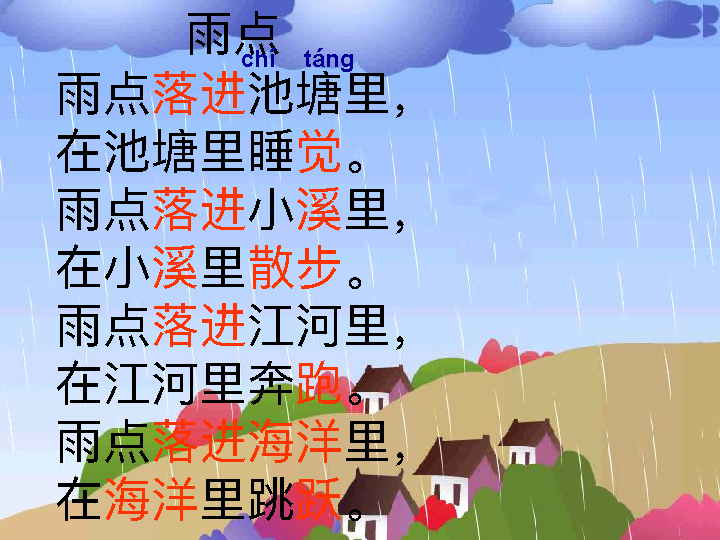 雨点
chí táng
雨点落进池塘里，
在池塘里睡觉。
雨点落进小溪里，
在小溪里散步。
雨点落进江河里，
在江河里奔跑。
雨点落进海洋里，
在海洋里跳跃。